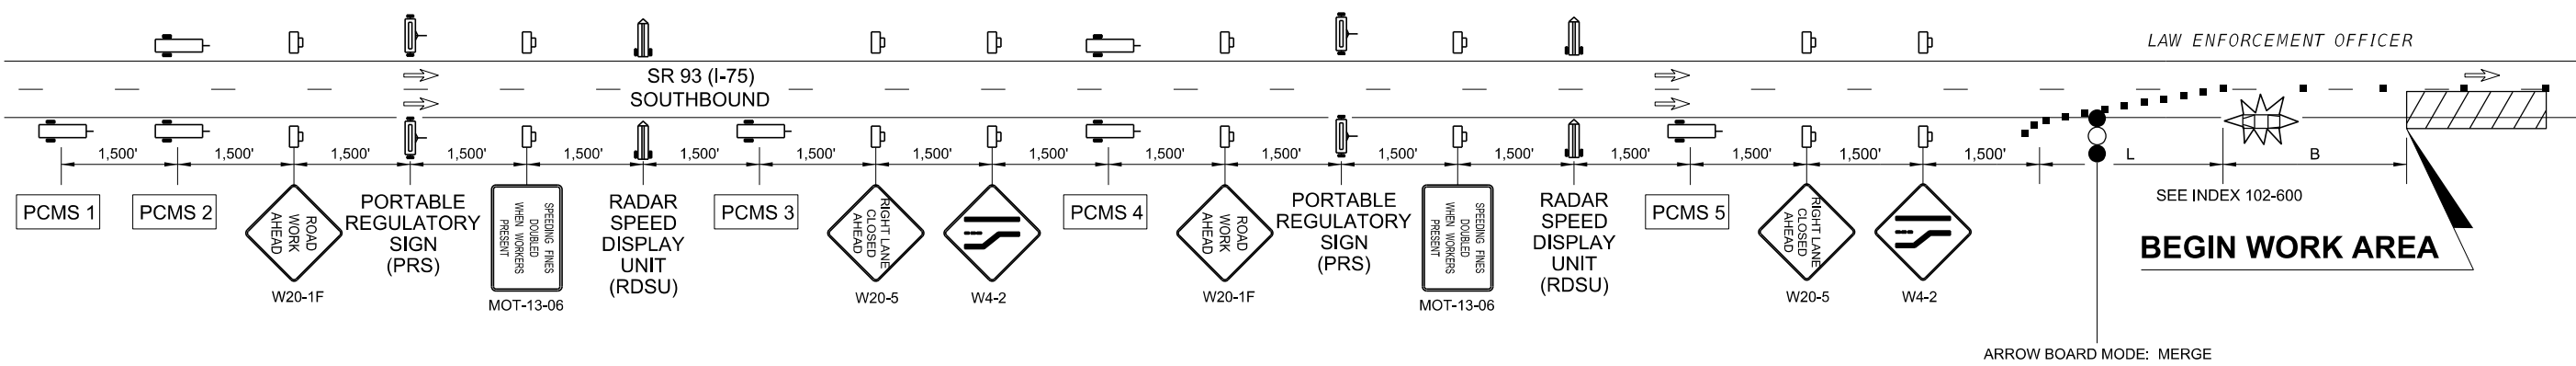 LAW ENFORCEMENT OFFICER
SR 93 (I-75)
SOUTHBOUND
1,500' 1,500' 1,500' 1,500' 1,500' 1,500' 1,500' 1,500' 1,500' 1,500' 1,500' 1,500' 1,500' 1,500' 1,500' 1,500' 1,500' L B
PCMS 1
PCMS 2
ROAD
WORK
AHEAD
W20-1F
PORTABLE
REGULATORY
SIGN
(PRS)
SPEEDING FINES
DOUBLED
WHEN WORKERS
PRESENT
MOT-13-06
RADAR
SPEED
DISPLAY
UNIT
(RDSU)
PCMS 3
RIGHT LANE
CLOSED
AHEAD
W20-5
W4-2
PCMS 4
ROAD
WORK
AHEAD
W20-1F
PORTABLE
REGULATORY
SIGN
(PRS)
SPEEDING FINES
DOUBLED
WHEN WORKERS
PRESENT
MOT-13-06
RADAR
SPEED
DISPLAY
UNIT
(RDSU)
PCMS 5
RIGHT LANE
CLOSED
AHEAD
W20-5
W4-2
SEE INDEX 102-600
BEGIN WORK AREA
ARROW BOARD MODE: MERGE